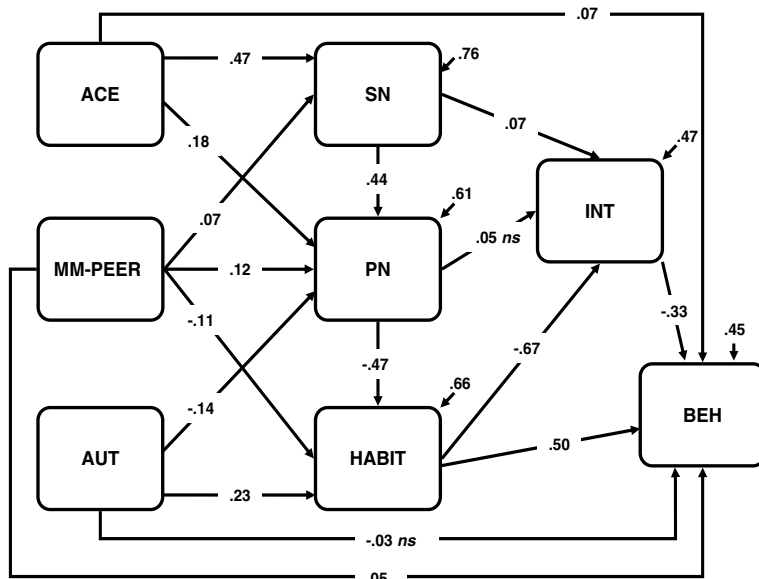 .07
.47
.76
ACE
SN
.07
.47
.18
.44
INT
.61
.07
.05 ns
MM-PEER
.12
PN
-.11
-.33
-.47
-.67
.45
.66
-.14
BEH
AUT
HABIT
.50
.23
-.03 ns
.05